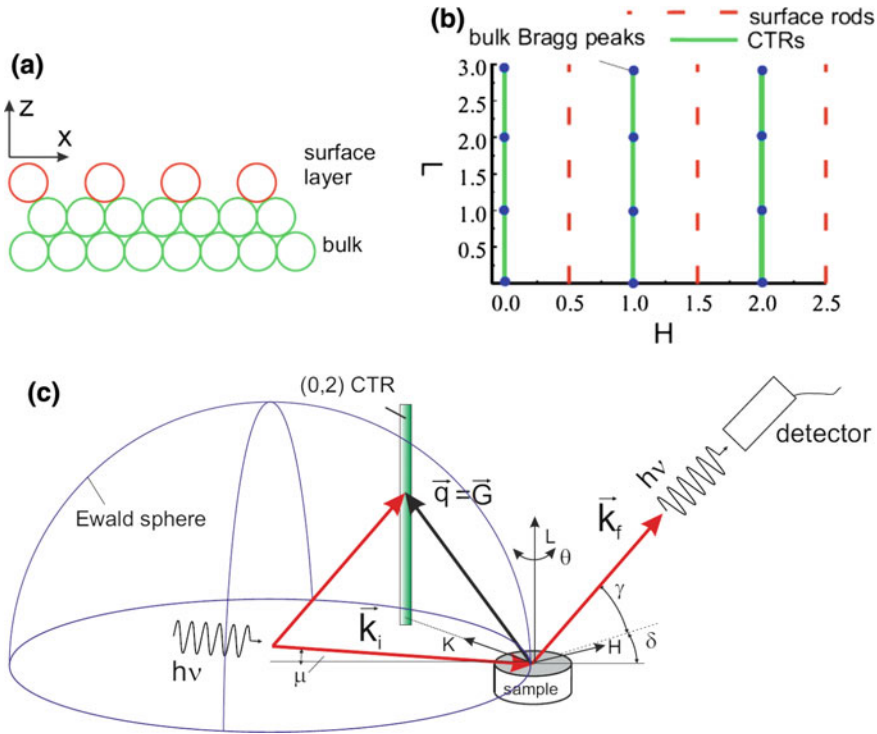 (a)
Z
X
surface
layer
bulk
(b)
surface rods
bulk Bragg peaks
CTRs
3.0
2.5
2.0
1.5
1.0
0.5
L
0.0 0.5 1.0 1.5 2.0 2.5
H
(c)
(0,2) CTR
detector
hν
q = G
Ewald sphere
k_f
L
θ
γ
k_i
K
δ
H
hν
μ
sample